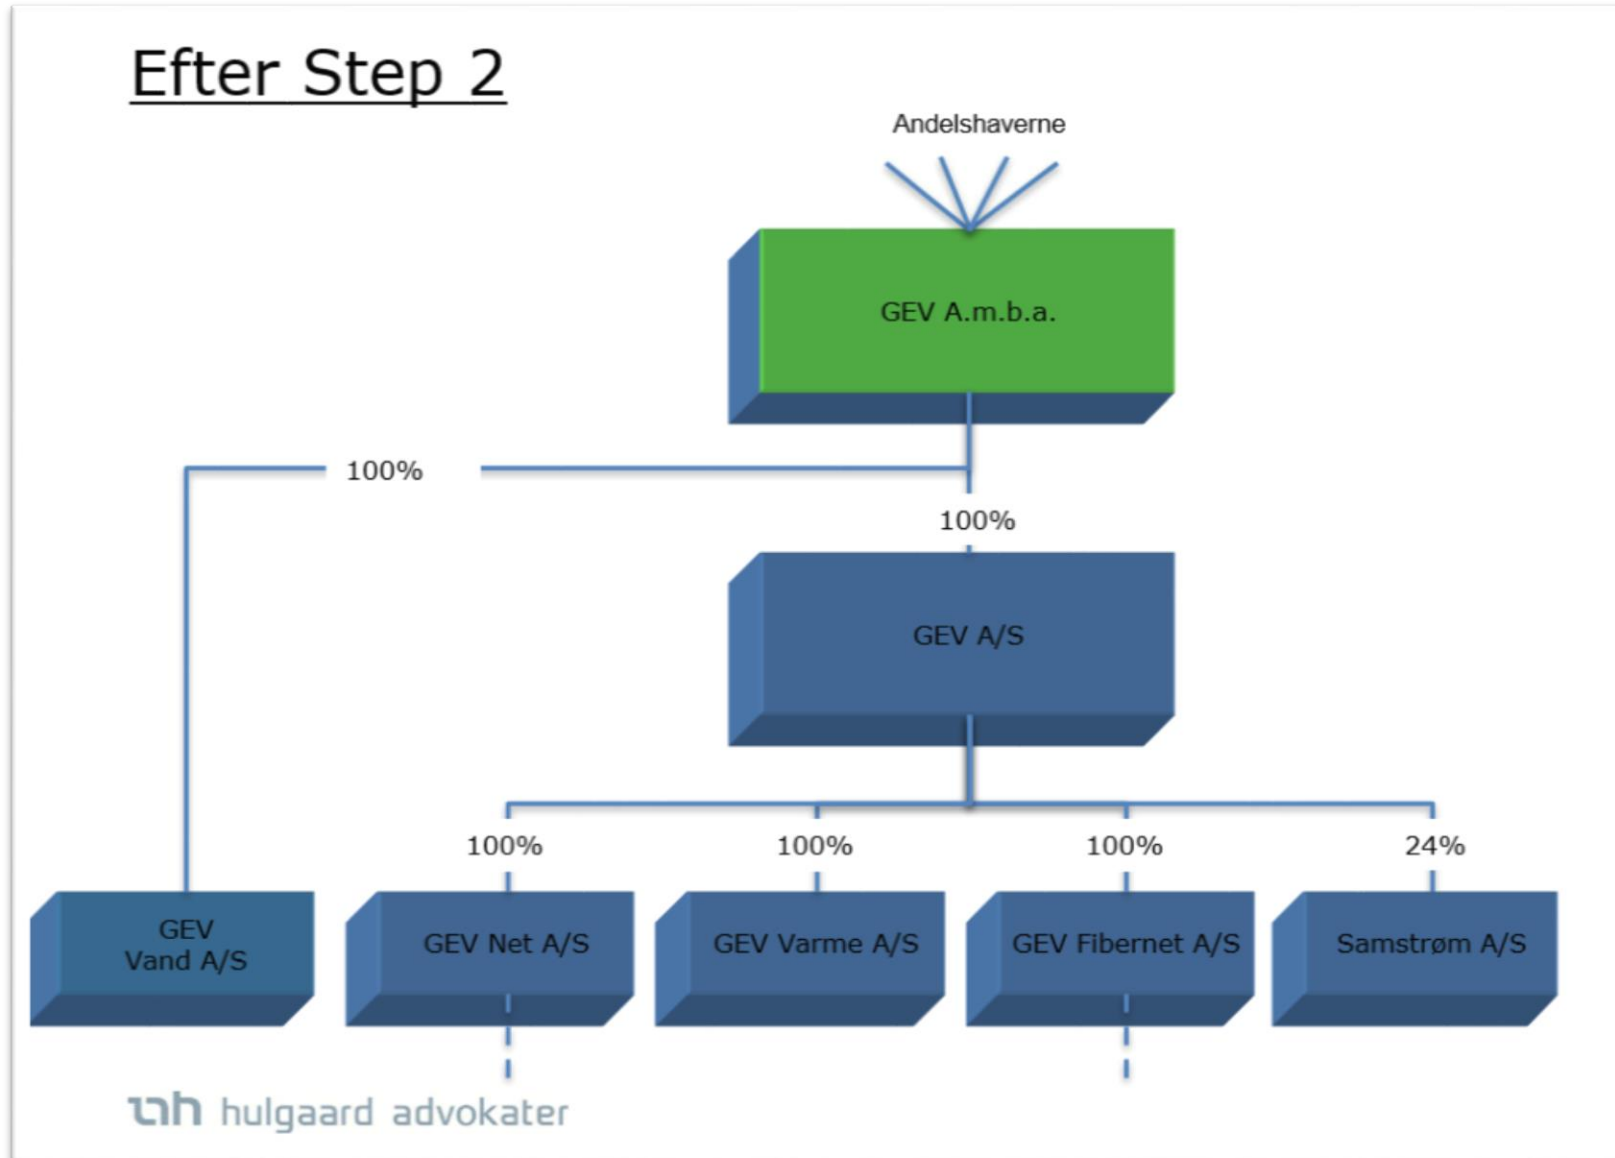 Efter Step 2
Andelshaverne
GEV A.m.b.a.
100%
100%
GEV A/S
100%
100%
100%
24%
GEV
Vand A/S
GEV Net A/S
GEV Varme A/S
GEV Fibernet A/S
Samstrøm A/S
hulgaard advokater